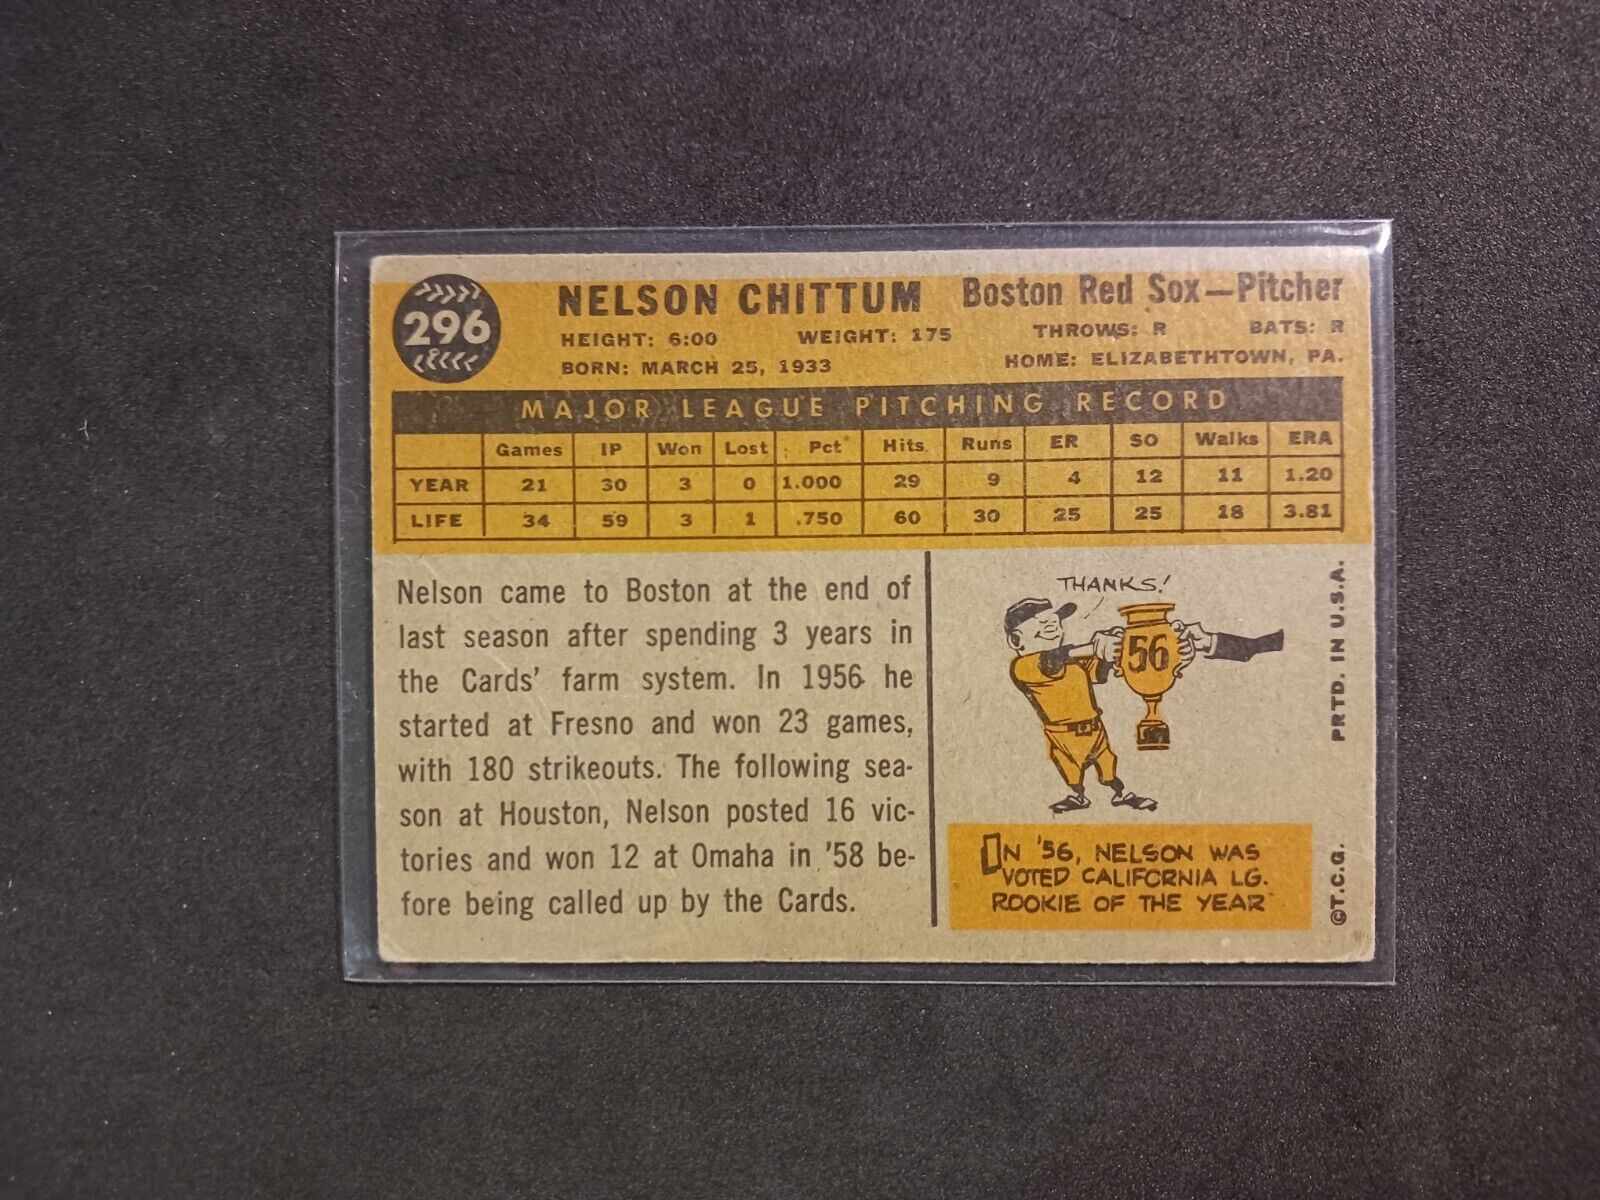 296
NELSON CHITTUM Boston Red Sox—Pitcher
HEIGHT: 6:00 WEIGHT: 175 THROWS: R BATS: R
BORN: MARCH 25, 1933 HOME: ELIZABETHTOWN, PA.
MAJOR LEAGUE PITCHING RECORD
Games IP Won Lost Pct Hits Runs ER SO Walks ERA
YEAR 21 30 3 0 1.000 29 9 4 12 11 1.20
LIFE 34 59 3 1 .750 60 30 25 25 18 3.81
Nelson came to Boston at the end of
last season after spending 3 years in
the Cards' farm system. In 1956 he
started at Fresno and won 23 games,
with 180 strikeouts. The following sea-
son at Houston, Nelson posted 16 vic-
tories and won 12 at Omaha in '58 be-
fore being called up by the Cards.
THANKS!
56
IN '56, NELSON WAS
VOTED CALIFORNIA LG.
ROOKIE OF THE YEAR
PRTD. IN U.S.A.
©T.C.G.